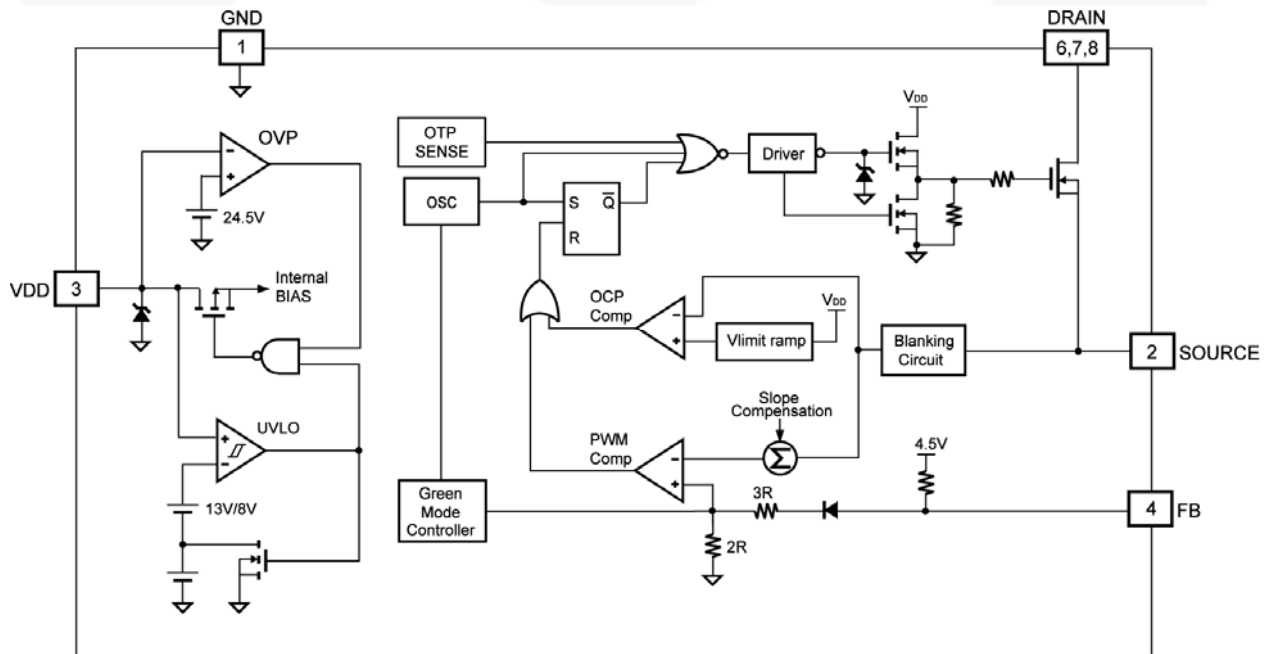 GND
1
DRAIN
6,7,8
VDD
OVP
24.5V
OTP
SENSE
Driver
OSC
S
Q̅
R
VDD
3
Internal
BIAS
OCP
Comp
VDD
Vlimit ramp
Blanking
Circuit
2
SOURCE
UVLO
13V/8V
Slope
Compensation
PWM
Comp
Σ
4.5V
Green
Mode
Controller
3R
2R
4
FB